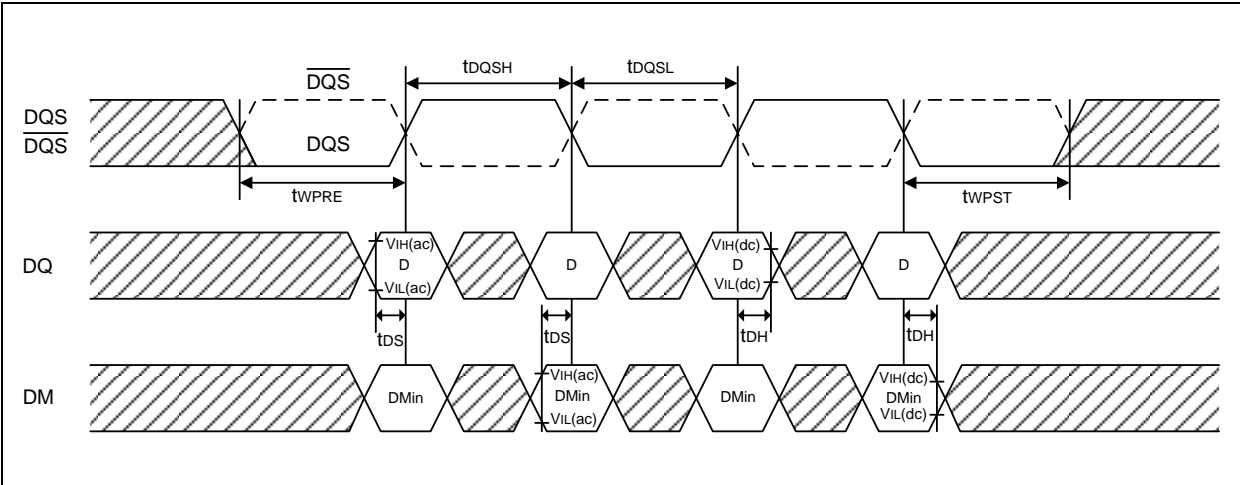 DQS
tDQSH
tDQSL
DQS
DQS
DQS
tWPRE
tWPST
DQ
VIH(ac)
D
VIL(ac)
D
VIH(dc)
D
VIL(dc)
D
tDS
tDS
tDH
tDH
DM
DMin
VIH(ac)
DMin
VIL(ac)
DMin
VIH(dc)
DMin
VIL(dc)